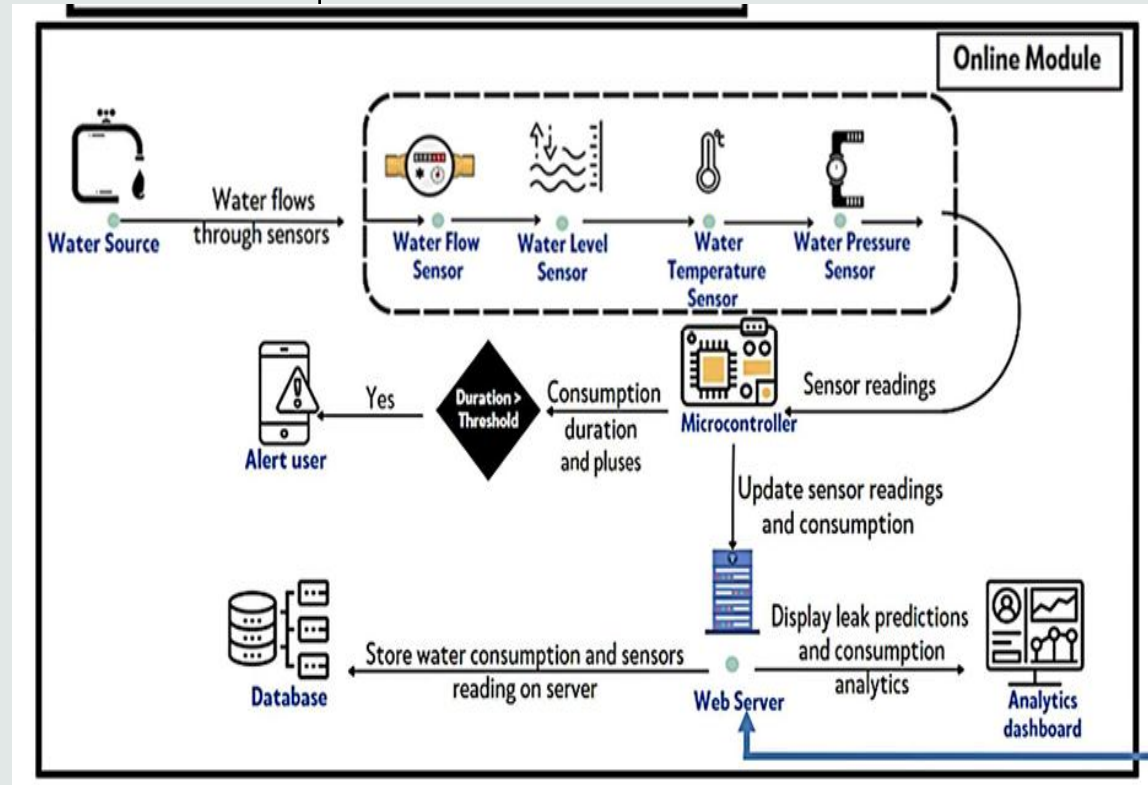 Online Module
Water flows
through sensors
Water Source
Water Flow
Sensor
Water Level
Sensor
°c
Water
Temperature
Sensor
Water Pressure
Sensor
Sensor readings
Microcontroller
Consumption
duration
and pluses
Duration >
Threshold
Yes
Alert user
Update sensor readings
and consumption
Display leak predictions
and consumption
analytics
Store water consumption and sensors
reading on server
Database
Web Server
Analytics
dashboard